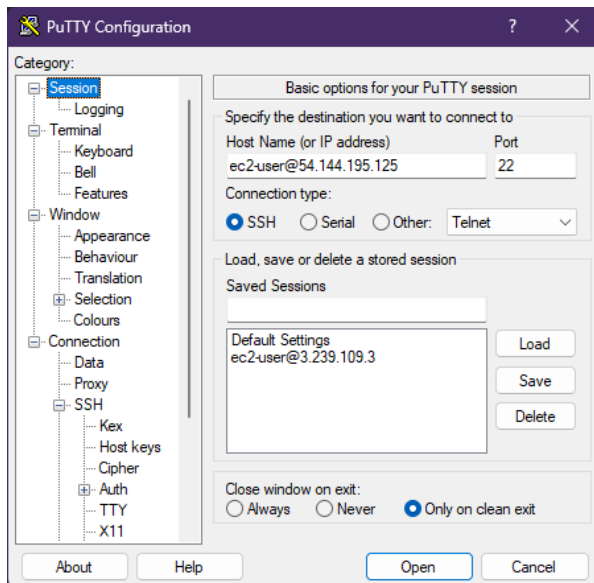 PuTTY Configuration
?
Category:
Session
Logging
Terminal
Keyboard
Bell
Features
Window
Appearance
Behaviour
Translation
Selection
Colours
Connection
Data
Proxy
SSH
Kex
Host keys
Cipher
Auth
TTY
X11
Basic options for your PuTTY session
Specify the destination you want to connect to
Host Name (or IP address) Port
ec2-user@54.144.195.125 22
Connection type:
SSH Serial Other: Telnet
Load, save or delete a stored session
Saved Sessions
Default Settings
ec2-user@3.239.109.3
Load
Save
Delete
Close window on exit:
Always Never Only on clean exit
About Help Open Cancel